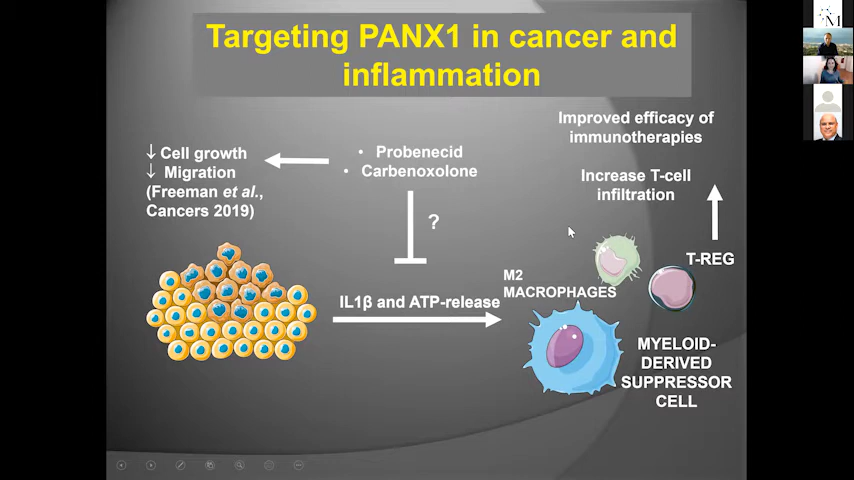 Targeting PANX1 in cancer and
inflammation
Improved efficacy of
immunotherapies
↓ Cell growth
↓ Migration
(Freeman et al.,
Cancers 2019)
• Probenecid
• Carbenoxolone
Increase T-cell
infiltration
?
T-REG
M2
MACROPHAGES
IL1β and ATP-release
MYELOID-
DERIVED
SUPPRESSOR
CELL
M